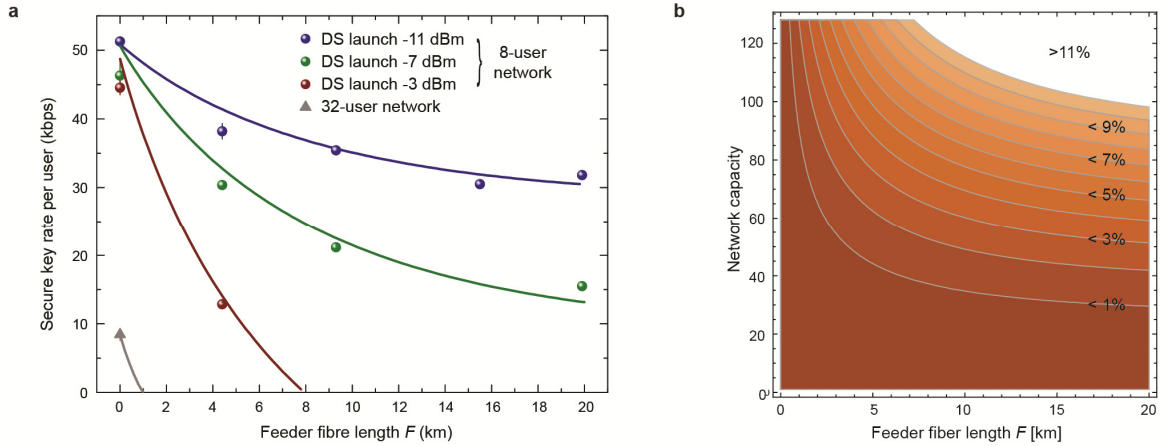 a
Secure key rate per user (kbps)
50
40
30
20
10
0
DS launch -11 dBm
DS launch -7 dBm
DS launch -3 dBm
8-user
network
32-user network
0 2 4 6 8 10 12 14 16 18 20
Feeder fibre length F (km)
b
Network capacity
120
100
80
60
40
20
0
>11%
< 9%
< 7%
< 5%
< 3%
< 1%
0 5 10 15 20
Feeder fiber length F [km]